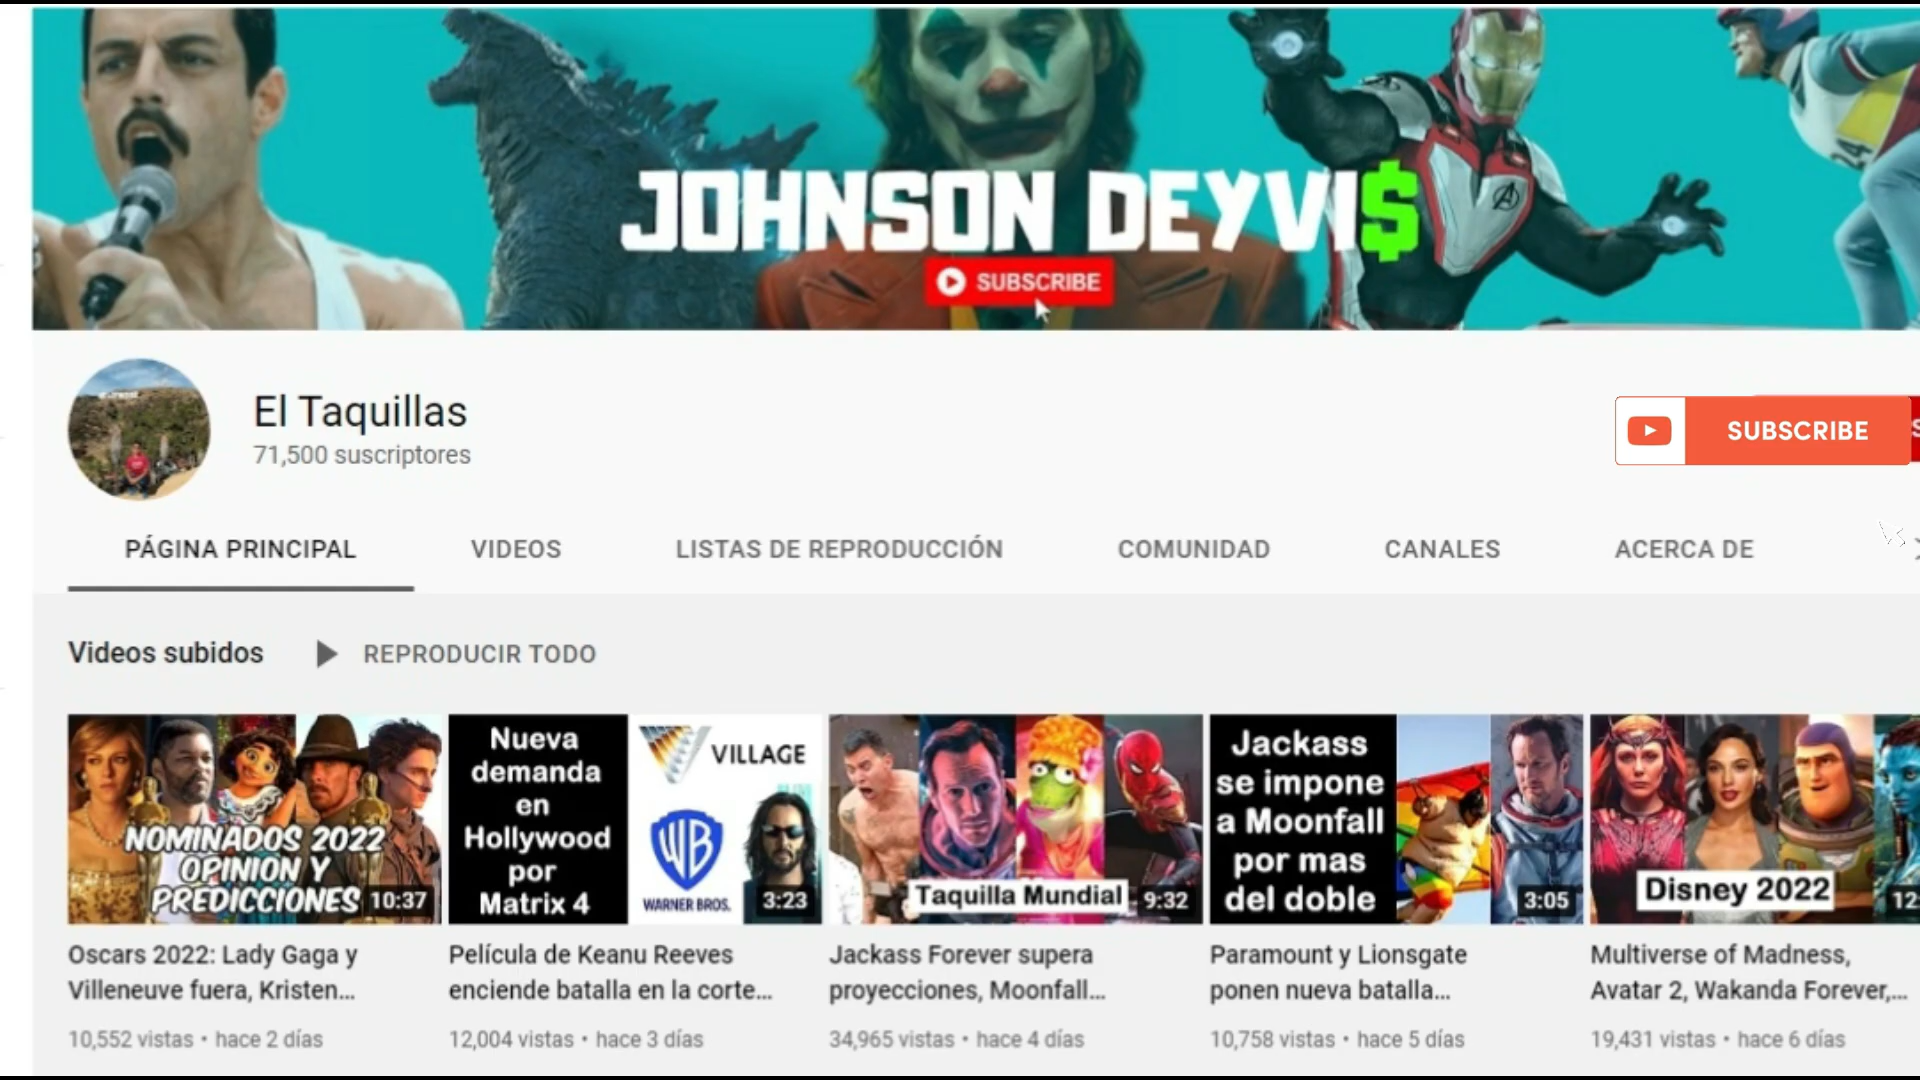 JOHNSON DEYVI$
SUBSCRIBE
El Taquillas
71,500 suscriptores
SUBSCRIBE
PÁGINA PRINCIPAL
VIDEOS
LISTAS DE REPRODUCCIÓN
COMUNIDAD
CANALES
ACERCA DE
Videos subidos
REPRODUCIR TODO
NOMINADOS 2022
OPINION Y
PREDICCIONES
10:37
Nueva
demanda
en
Hollywood
por
Matrix 4
VILLAGE
WB
WARNER BROS.
3:23
Taquilla Mundial
9:32
Jackass
se impone
a Moonfall
por mas
del doble
3:05
Disney 2022
12:
Oscars 2022: Lady Gaga y
Villeneuve fuera, Kristen...
10,552 vistas • hace 2 días
Película de Keanu Reeves
enciende batalla en la corte...
12,004 vistas • hace 3 días
Jackass Forever supera
proyecciones, Moonfall...
34,965 vistas • hace 4 días
Paramount y Lionsgate
ponen nueva batalla...
10,758 vistas • hace 5 días
Multiverse of Madness,
Avatar 2, Wakanda Forever,...
19,431 vistas • hace 6 días